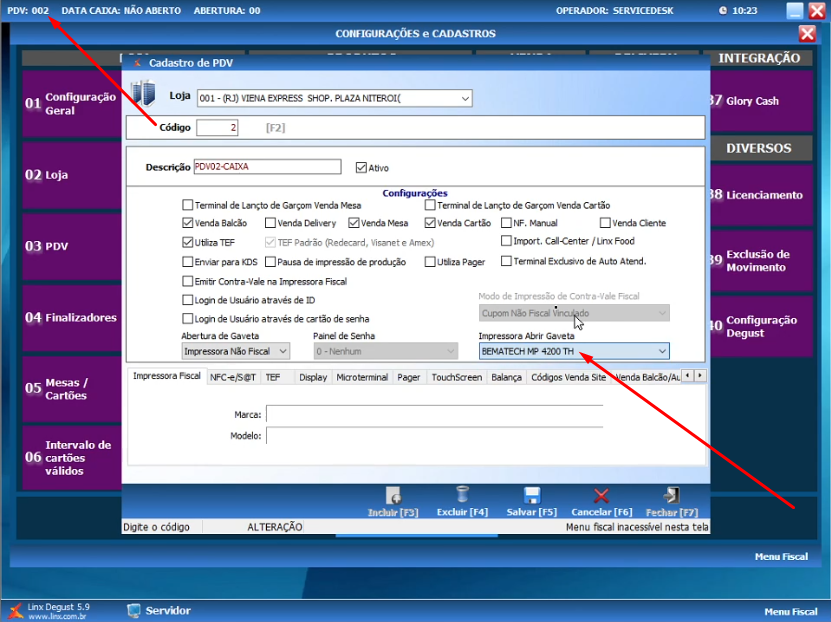 PDV: 002 DATA CAIXA: NÃO ABERTO ABERTURA: 00 OPERADOR: SERVICEDESK 10:23
CONFIGURAÇÕES e CADASTROS
INTEGRAÇÃO
Cadastro de PDV
Loja 001 - (RJ) VIENA EXPRESS SHOP. PLAZA NITEROI(
Código 2 [F2]
Descrição PDV02-CAIXA Ativo
Configurações
Terminal de Lançto de Garçom Venda Mesa Terminal de Lançto de Garçom Venda Cartão
Venda Balcão Venda Delivery Venda Mesa Venda Cartão NF. Manual Venda Cliente
Utiliza TEF TEF Padrão (Redecard, Visanet e Amex) Import. Call-Center / Linx Food
Enviar para KDS Pausa de impressão de produção Utiliza Pager Terminal Exclusivo de Auto Atend.
Emitir Contra-Vale na Impressora Fiscal
Login de Usuário através de ID
Modo de Impressão de Contra-Vale Fiscal
Login de Usuário através de cartão de senha
Cupom Não Fiscal Vinculado
Abertura de Gaveta Painel de Senha Impressora Abrir Gaveta
Impressora Não Fiscal 0 - Nenhum BEMATECH MP 4200 TH
Impressora Fiscal NFC-e/S@T TEF Display Microterminal Pager TouchScreen Balança Códigos Venda Site Venda Balcão/Au
Marca:
Modelo:
Incluir [F3] Excluir [F4] Salvar [F5] Cancelar [F6] Fechar [F7]
Digite o código ALTERAÇÃO Menu fiscal inacessível nesta tela
01 Configuração
Geral
02 Loja
03 PDV
04 Finalizadores
05 Mesas /
Cartões
06 Intervalo de
cartões
válidos
37 Glory Cash
DIVERSOS
38 Licenciamento
39 Exclusão de
Movimento
40 Configuração
Degust
Menu Fiscal
Linx Degust 5.9
www.linx.com.br
Servidor
Menu Fiscal